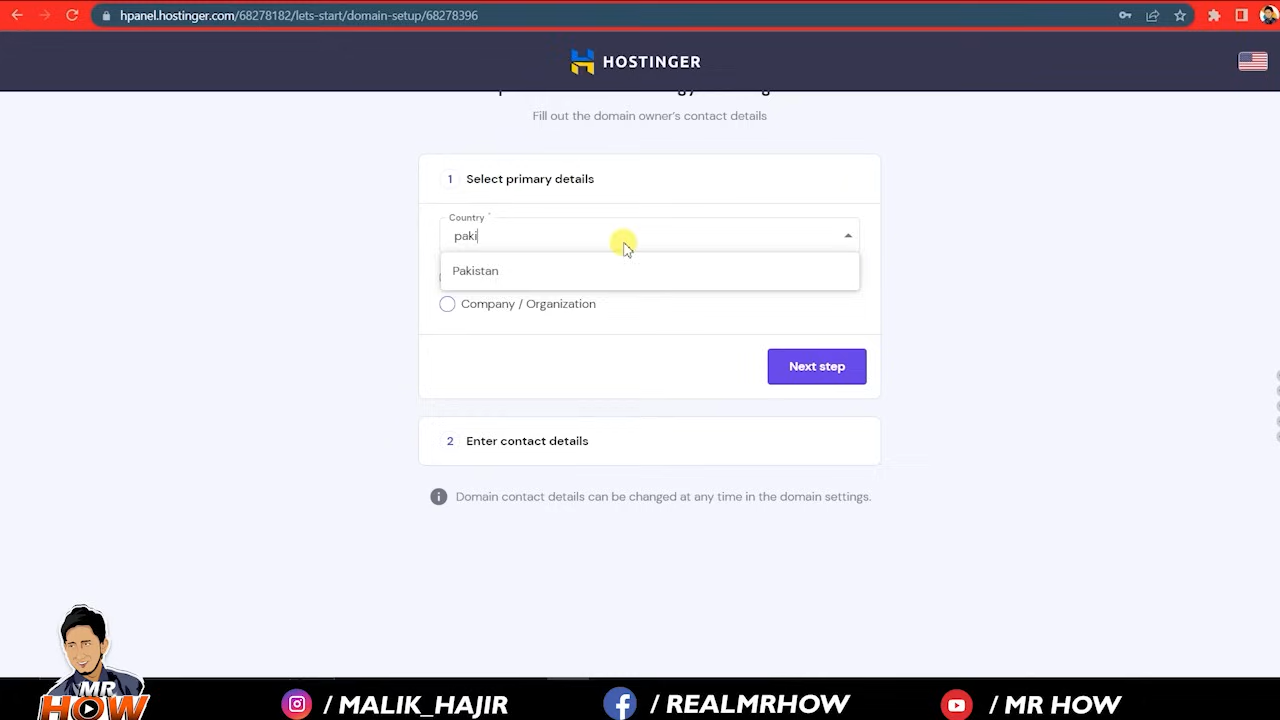 hpanel.hostinger.com/68278182/lets-start/domain-setup/68278396
HOSTINGER
Fill out the domain owner's contact details
1 Select primary details
Country *
paki
Pakistan
Company / Organization
Next step
2 Enter contact details
Domain contact details can be changed at any time in the domain settings.
MR
HOW
/ MALIK_HAJIR
/ REALMRHOW
/ MR HOW